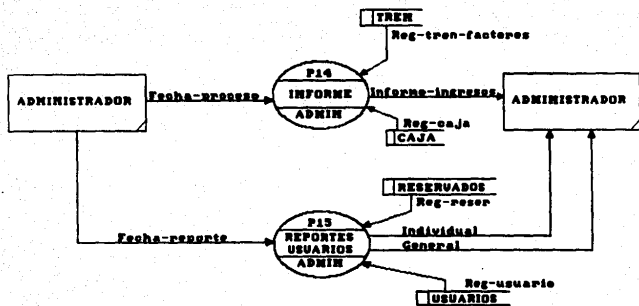 TREN
Reg-tren-factores
P14
INFORME
ADMIN
ADMINISTRADOR
Fecha-proceso
Informe-ingresos
ADMINISTRADOR
Reg-caja
CAJA
RESERVADOS
Reg-reser
P15
REPORTES
USUARIOS
ADMIN
Fecha-reporte
Individual
General
Reg-usuario
USUARIOS